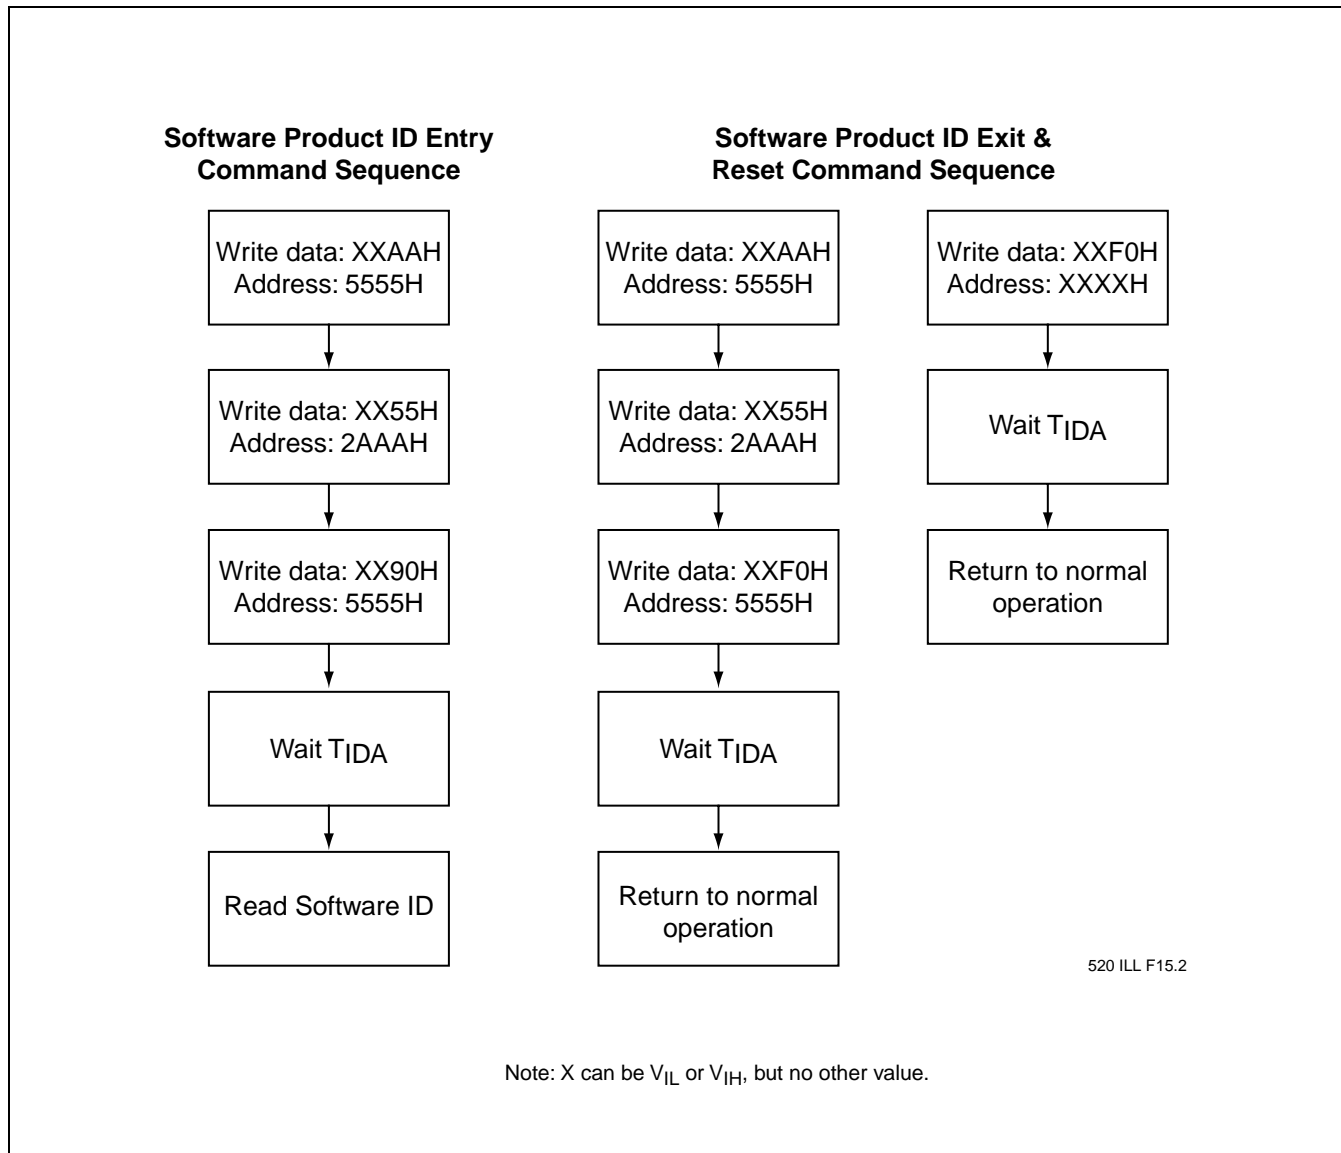 Software Product ID Entry
Command Sequence
Write data: XXAAH
Address: 5555H
Write data: XX55H
Address: 2AAAH
Write data: XX90H
Address: 5555H
Wait TIDA
Read Software ID
Software Product ID Exit &
Reset Command Sequence
Write data: XXAAH
Address: 5555H
Write data: XX55H
Address: 2AAAH
Write data: XXF0H
Address: 5555H
Wait TIDA
Return to normal
operation
Write data: XXF0H
Address: XXXXH
Wait TIDA
Return to normal
operation
520 ILL F15.2
Note: X can be VIL or VIH, but no other value.